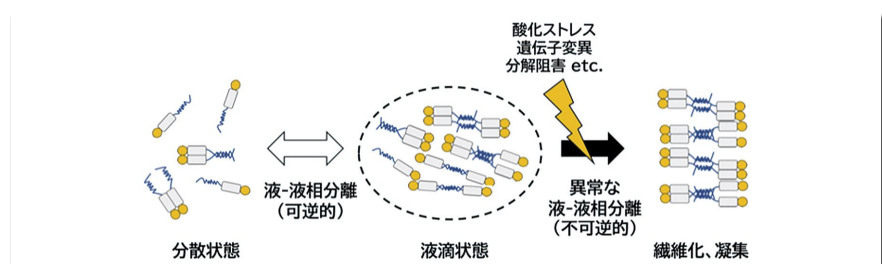 酸化ストレス
遺伝子変異
分解阻害 etc.
液-液相分離
（可逆的）
異常な
液-液相分離
（不可逆的）
分散状態
液滴状態
繊維化、凝集